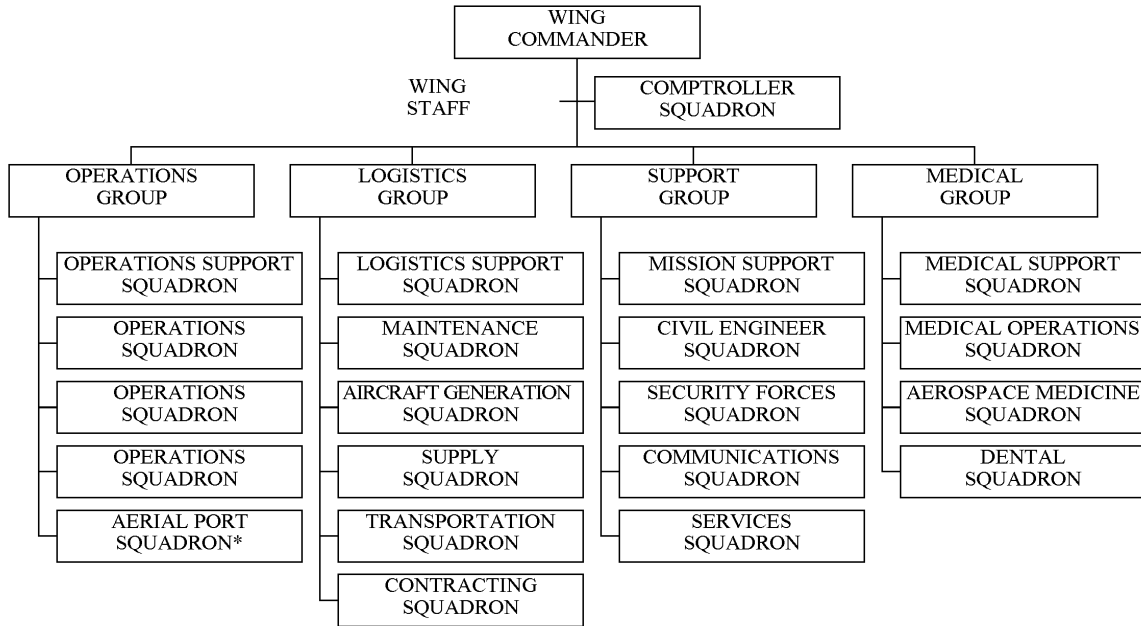 WING
COMMANDER
WING
STAFF
COMPTROLLER
SQUADRON
OPERATIONS
GROUP
LOGISTICS
GROUP
SUPPORT
GROUP
MEDICAL
GROUP
OPERATIONS SUPPORT
SQUADRON
OPERATIONS
SQUADRON
OPERATIONS
SQUADRON
OPERATIONS
SQUADRON
AERIAL PORT
SQUADRON*
LOGISTICS SUPPORT
SQUADRON
MAINTENANCE
SQUADRON
AIRCRAFT GENERATION
SQUADRON
SUPPLY
SQUADRON
TRANSPORTATION
SQUADRON
CONTRACTING
SQUADRON
MISSION SUPPORT
SQUADRON
CIVIL ENGINEER
SQUADRON
SECURITY FORCES
SQUADRON
COMMUNICATIONS
SQUADRON
SERVICES
SQUADRON
MEDICAL SUPPORT
SQUADRON
MEDICAL OPERATIONS
SQUADRON
AEROSPACE MEDICINE
SQUADRON
DENTAL
SQUADRON